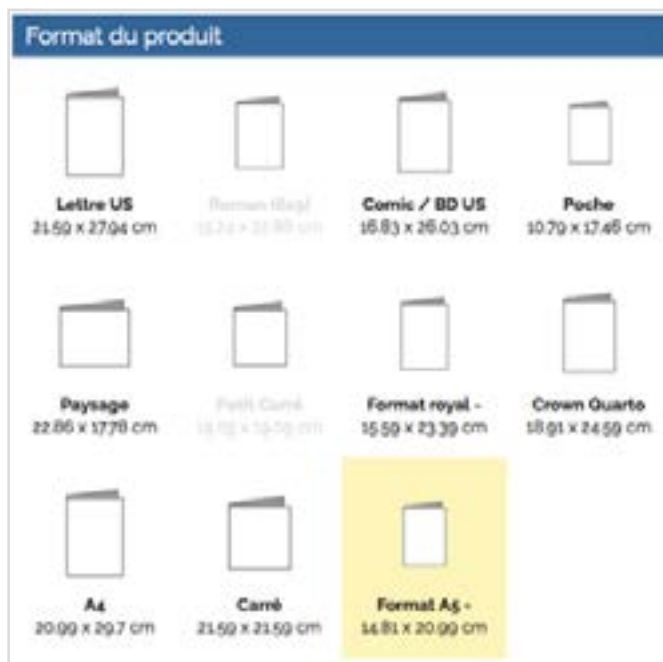 Format du produit
Lettre US
21.59 x 27.94 cm
Roman
Comic / BD US
16.83 x 26.03 cm
Poche
10.79 x 17.46 cm
Paysage
22.86 x 17.78 cm
Petit Carré
Format royal -
15.59 x 23.39 cm
Crown Quarto
18.91 x 24.59 cm
A4
20.99 x 29.7 cm
Carré
21.59 x 21.59 cm
Format A5 -
14.81 x 20.99 cm